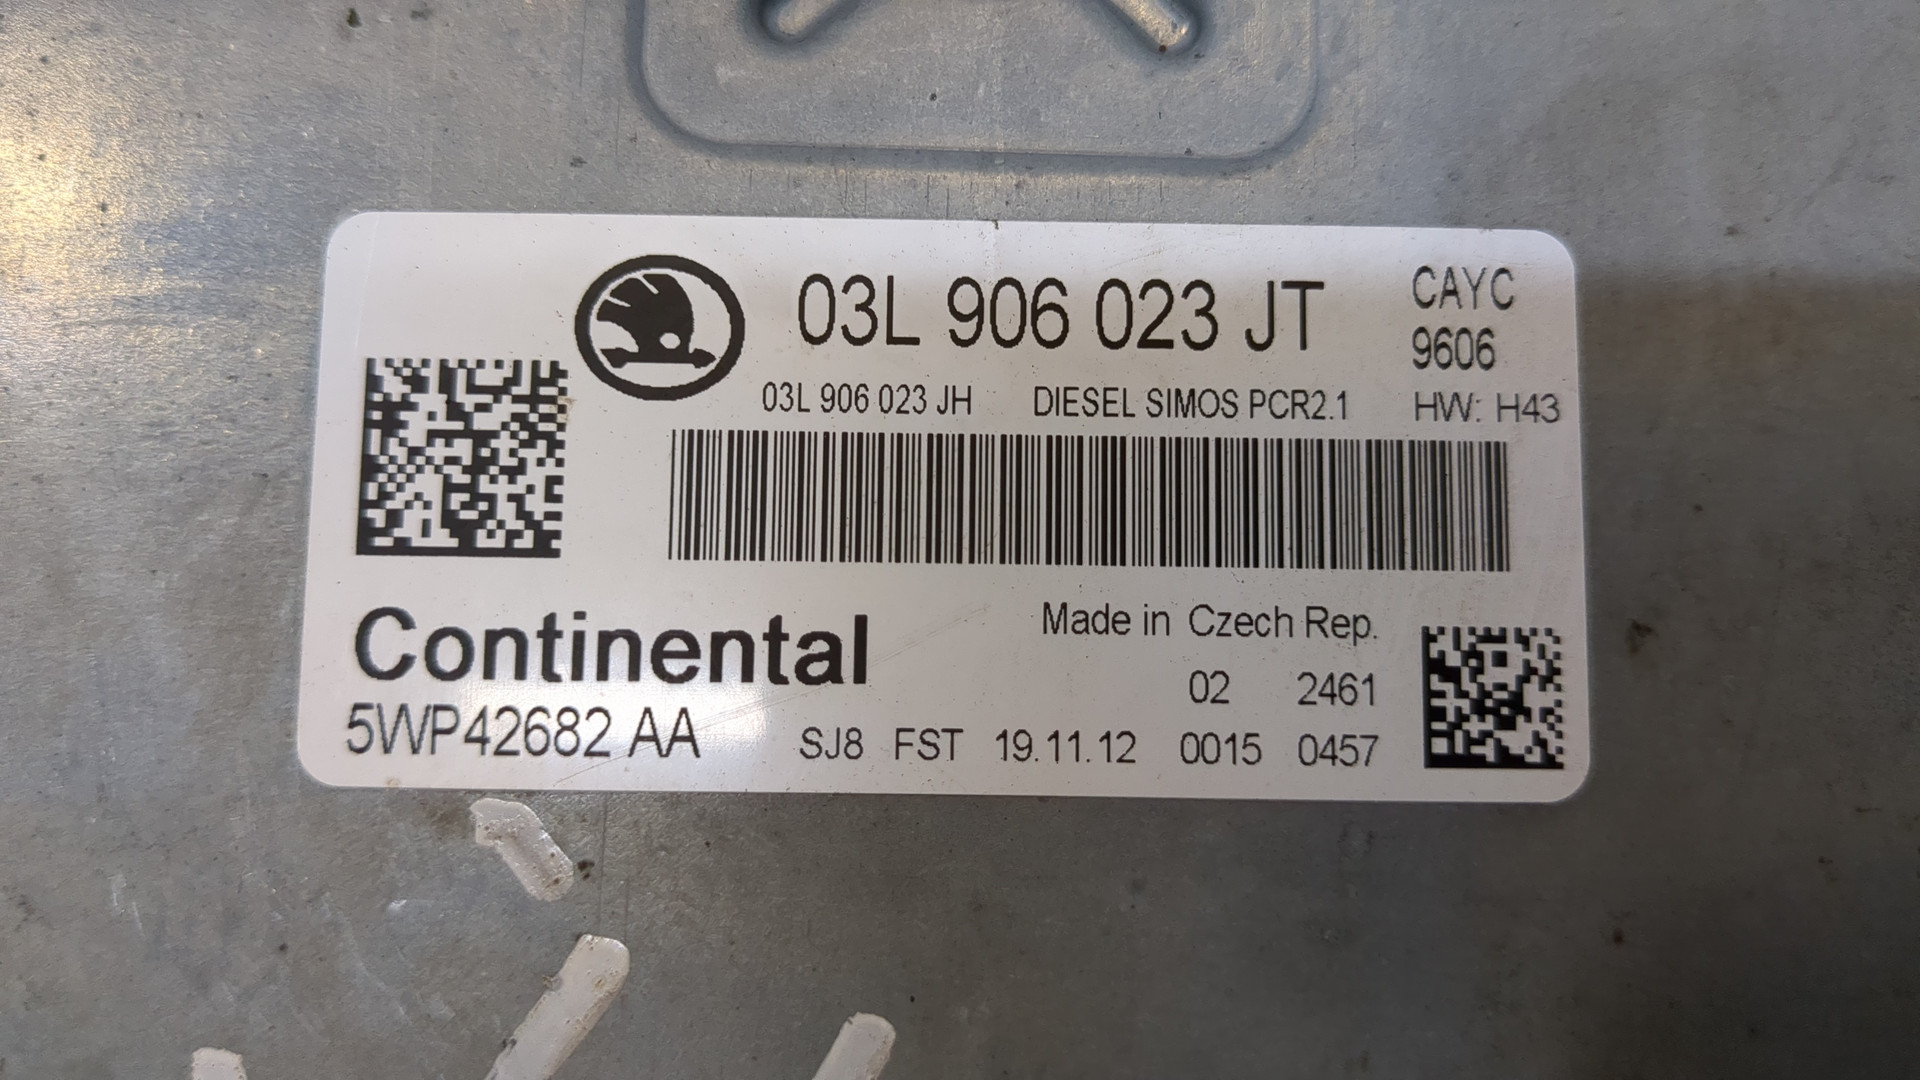 03L 906 023 JT
CAYC
9606
03L 906 023 JH DIESEL SIMOS PCR2.1 HW: H43
Continental
Made in Czech Rep.
02 2461
5WP42682 AA SJ8 FST 19.11.12 0015 0457